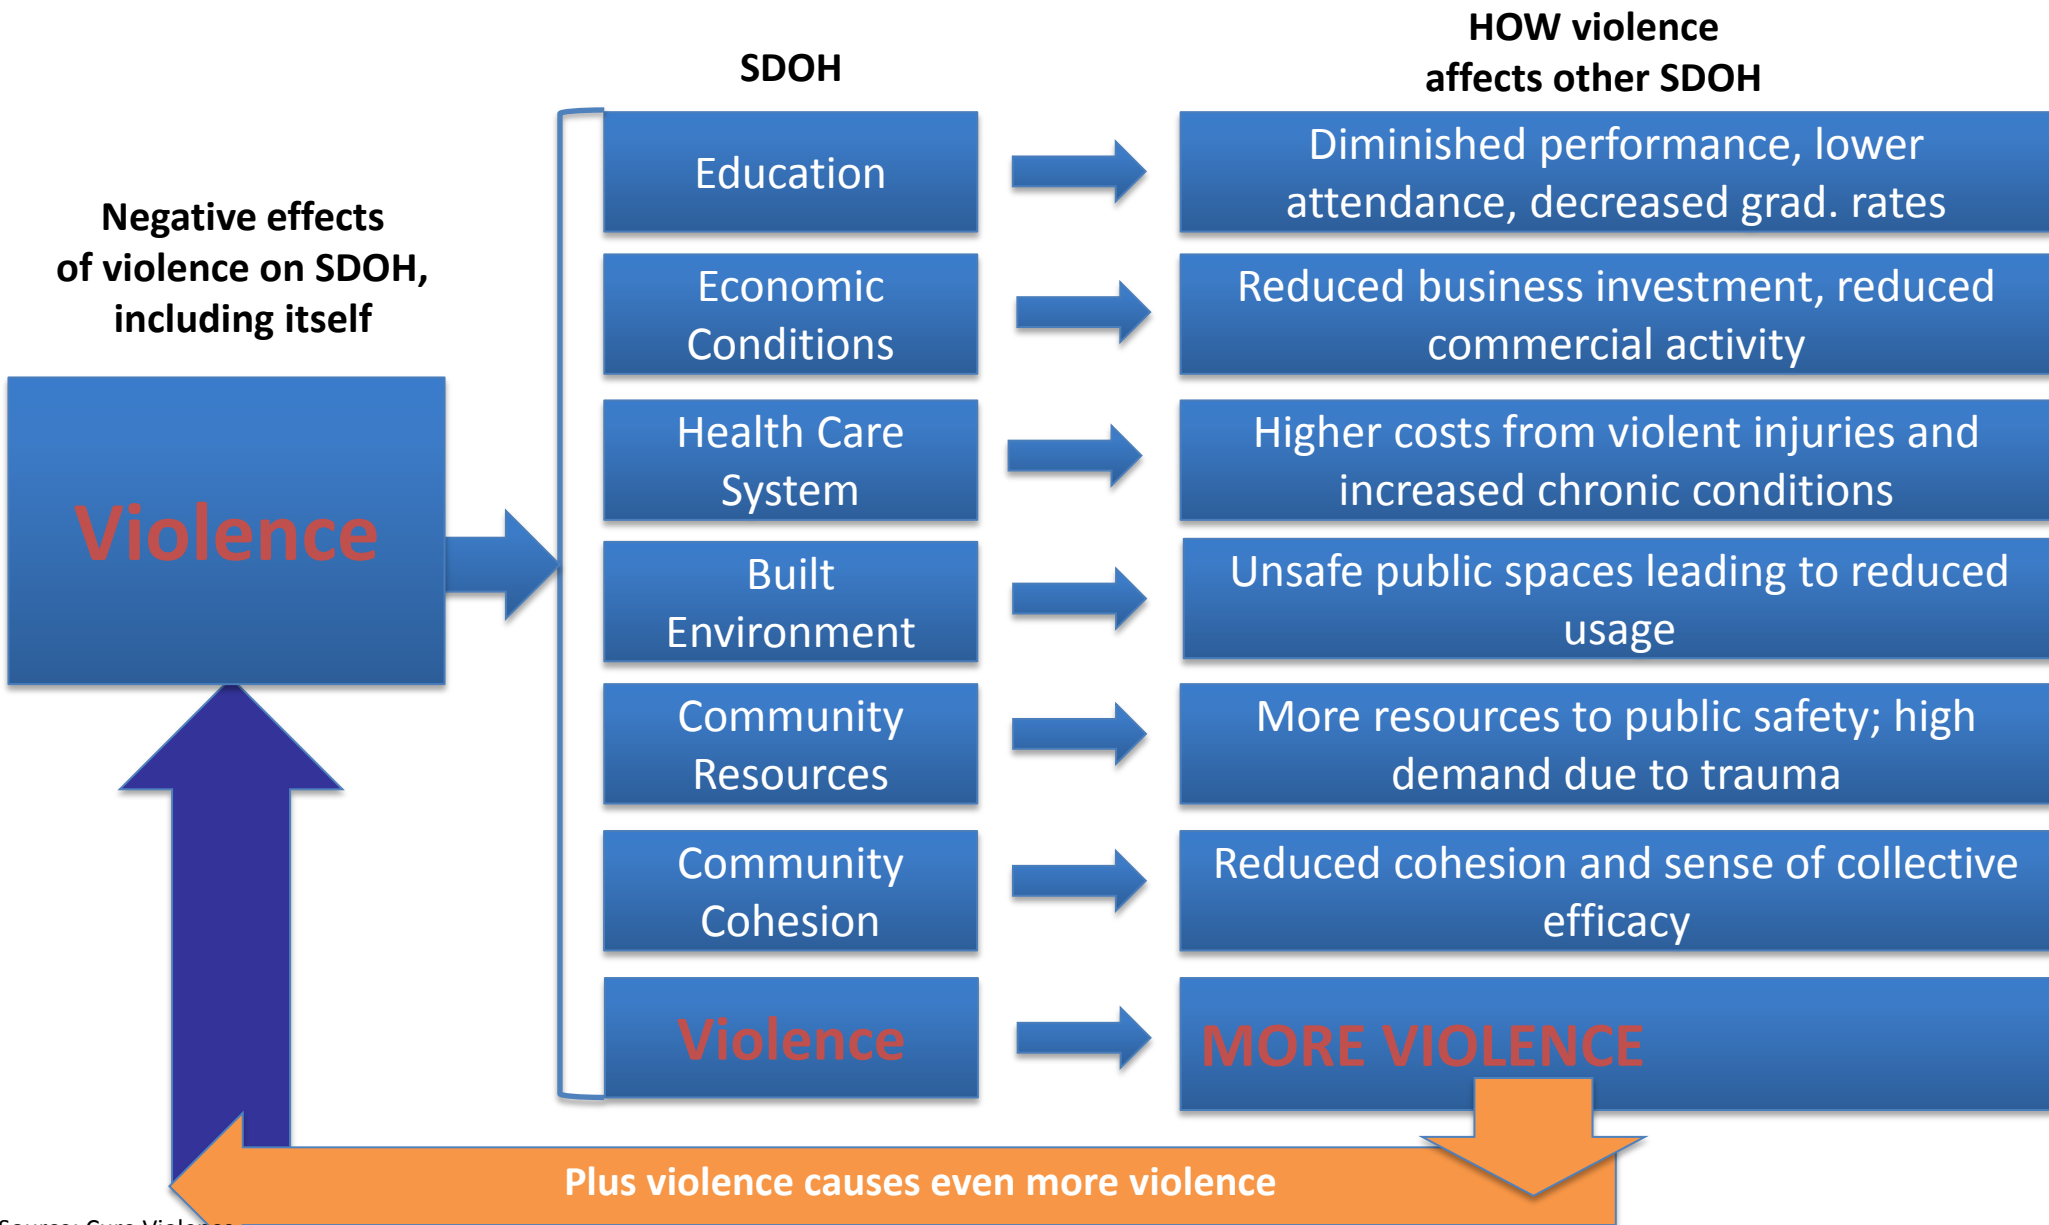 SDOH
HOW violence
affects other SDOH
Negative effects
of violence on SDOH,
including itself
Violence
Education
Diminished performance, lower
attendance, decreased grad. rates
Economic
Conditions
Reduced business investment, reduced
commercial activity
Health Care
System
Higher costs from violent injuries and
increased chronic conditions
Built
Environment
Unsafe public spaces leading to reduced
usage
Community
Resources
More resources to public safety; high
demand due to trauma
Community
Cohesion
Reduced cohesion and sense of collective
efficacy
Violence
MORE VIOLENCE
Plus violence causes even more violence
Source: Cure Violence